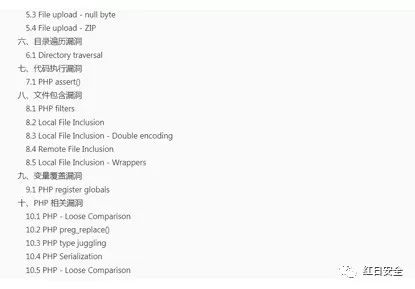 5.3 File upload - null byte
5.4 File upload - ZIP
六、目录遍历漏洞
6.1 Directory traversal
七、代码执行漏洞
7.1 PHP assert()
八、文件包含漏洞
8.1 PHP filters
8.2 Local File Inclusion
8.3 Local File Inclusion - Double encoding
8.4 Remote File Inclusion
8.5 Local File Inclusion - Wrappers
九、变量覆盖漏洞
9.1 PHP register globals
十、PHP 相关漏洞
10.1 PHP - Loose Comparison
10.2 PHP preg_replace()
10.3 PHP type juggling
10.4 PHP Serialization
10.5 PHP - Loose Comparison
红日安全